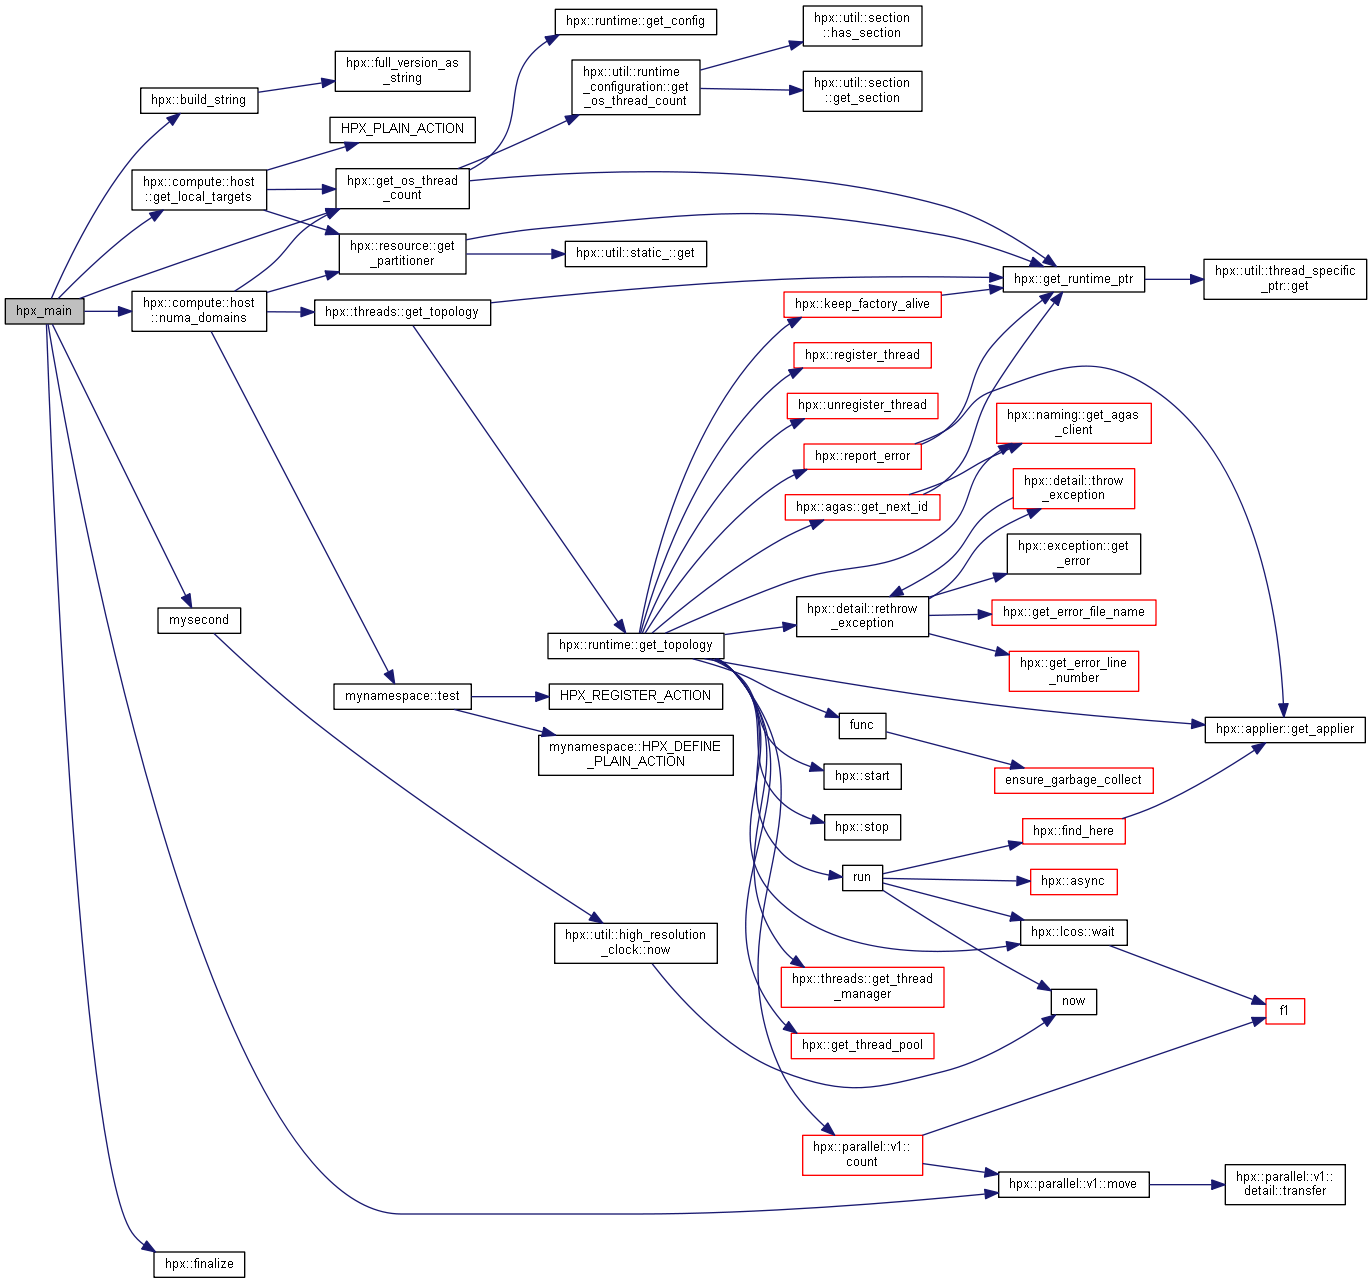 hpx_main
hpx::build_string
hpx::full_version_as
_string
HPX_PLAIN_ACTION
hpx::compute::host
::get_local_targets
hpx::get_os_thread
_count
hpx::resource::get
_partitioner
hpx::compute::host
::numa_domains
hpx::threads::get_topology
hpx::runtime::get_config
hpx::util::runtime
_configuration::get
_os_thread_count
hpx::util::section
::has_section
hpx::util::section
::get_section
hpx::util::static_::get
hpx::get_runtime_ptr
hpx::util::thread_specific
_ptr::get
hpx::keep_factory_alive
hpx::register_thread
hpx::unregister_thread
hpx::report_error
hpx::agas::get_next_id
hpx::naming::get_agas
_client
hpx::detail::throw
_exception
hpx::exception::get
_error
hpx::detail::rethrow
_exception
hpx::get_error_file_name
hpx::get_error_line
_number
mysecond
hpx::runtime::get_topology
mynamespace::test
HPX_REGISTER_ACTION
mynamespace::HPX_DEFINE
_PLAIN_ACTION
func
hpx::applier::get_applier
hpx::start
ensure_garbage_collect
hpx::stop
hpx::find_here
run
hpx::async
hpx::lcos::wait
hpx::util::high_resolution
_clock::now
hpx::threads::get_thread
_manager
now
f1
hpx::get_thread_pool
hpx::parallel::v1::
count
hpx::parallel::v1::move
hpx::parallel::v1::
detail::transfer
hpx::finalize